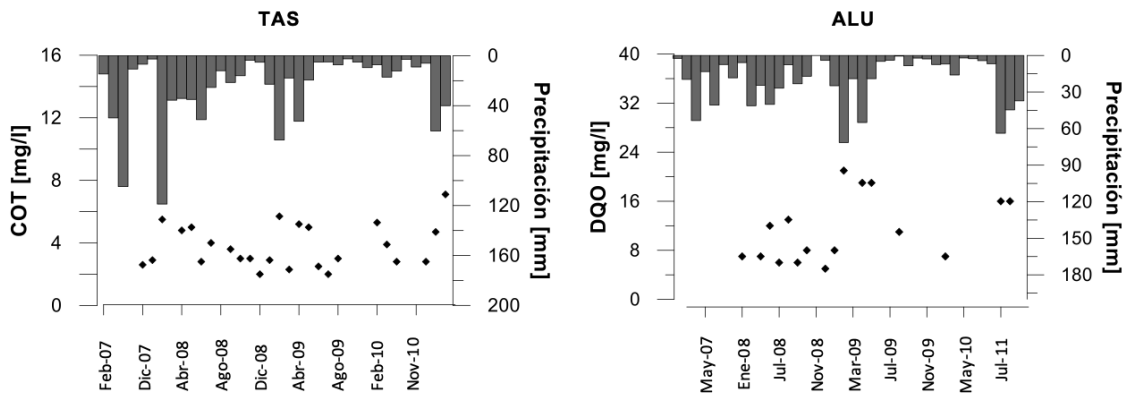 TAS
COT [mg/l]
16
12
8
4
0
0
40
80
120
160
200
Precipitación [mm]
Feb-07
Dic-07
Abr-08
Ago-08
Dic-08
Abr-09
Ago-09
Feb-10
Nov-10
ALU
DQO [mg/l]
40
32
24
16
8
0
0
30
60
90
120
150
180
Precipitación [mm]
May-07
Ene-08
Jul-08
Nov-08
Mar-09
Jul-09
Nov-09
May-10
Jul-11